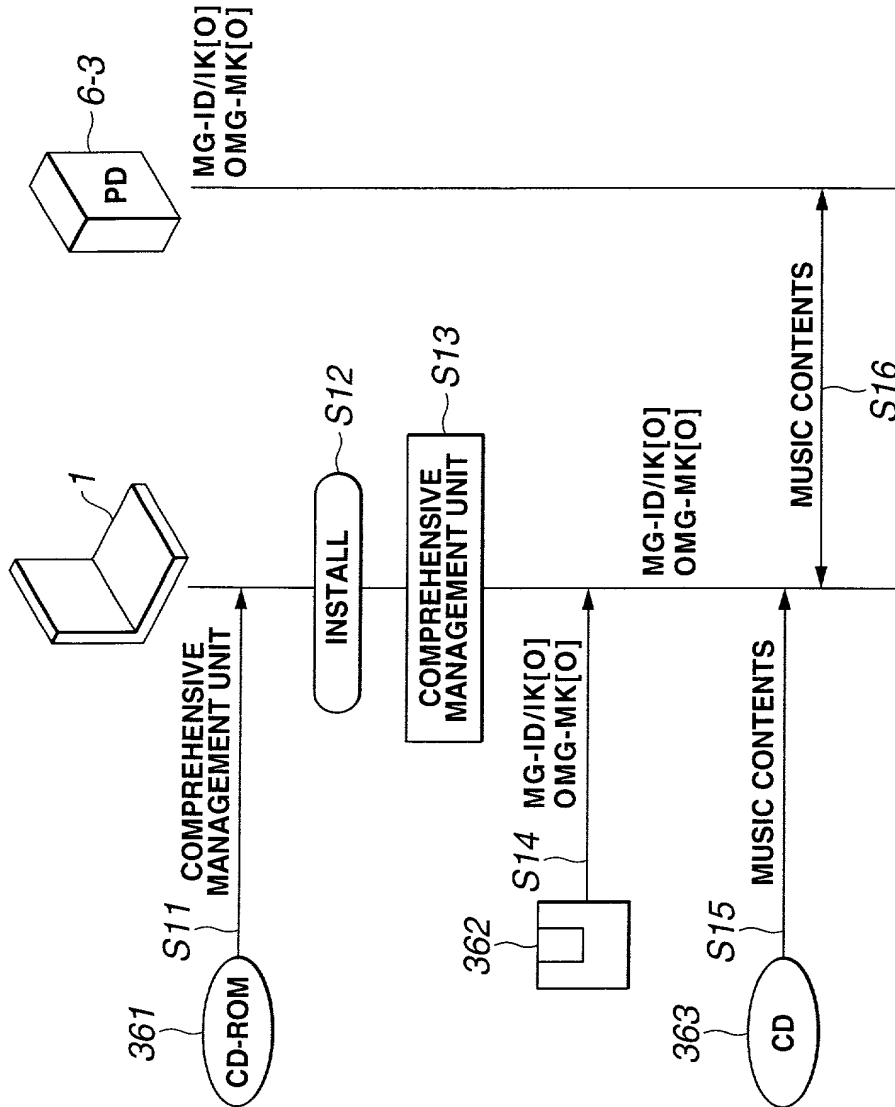 1
6-3
PD
361
S11
CD-ROM
COMPREHENSIVE
MANAGEMENT UNIT
MG-ID/IK[O]
OMG-MK[O]
INSTALL
S12
COMPREHENSIVE
MANAGEMENT UNIT
S13
362
S14
MG-ID/IK[O]
OMG-MK[O]
MG-ID/IK[O]
OMG-MK[O]
363
S15
CD
MUSIC CONTENTS
MUSIC CONTENTS
S16